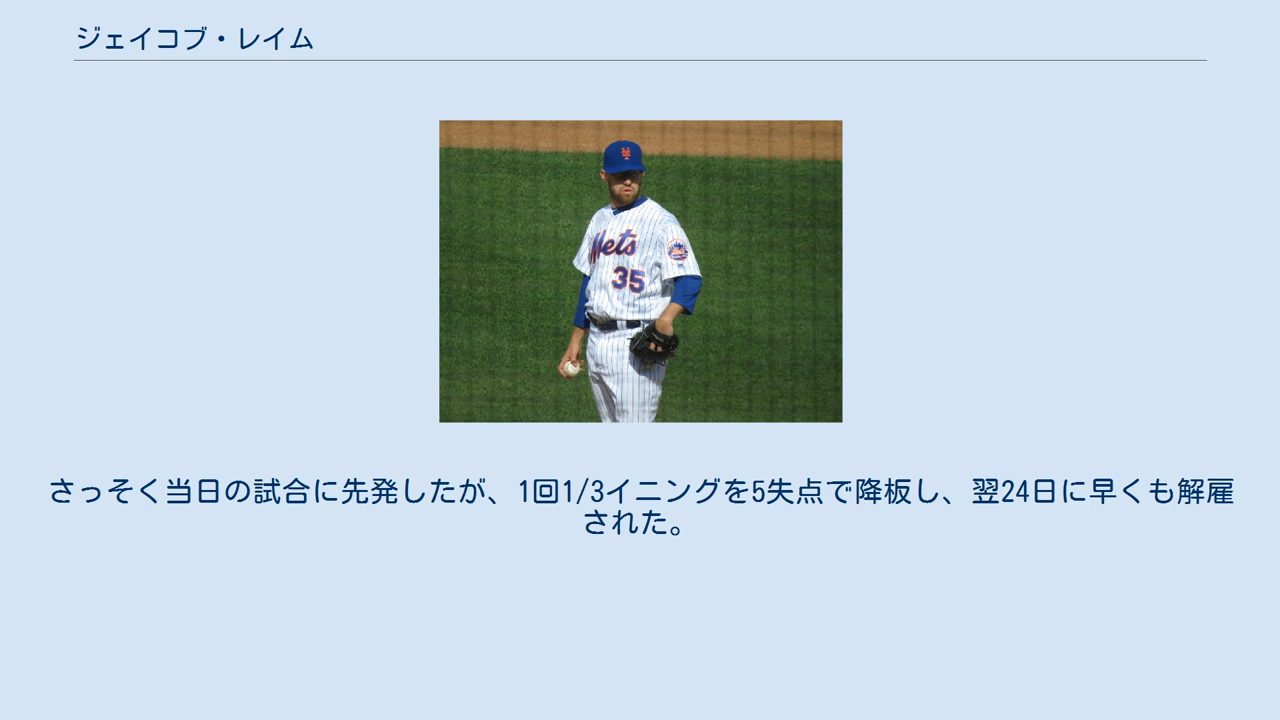 ジェイコブ・レイム
Mets
35
さっそく当日の試合に先発したが、1回1/3イニングを5失点で降板し、翌24日に早くも解雇
された。